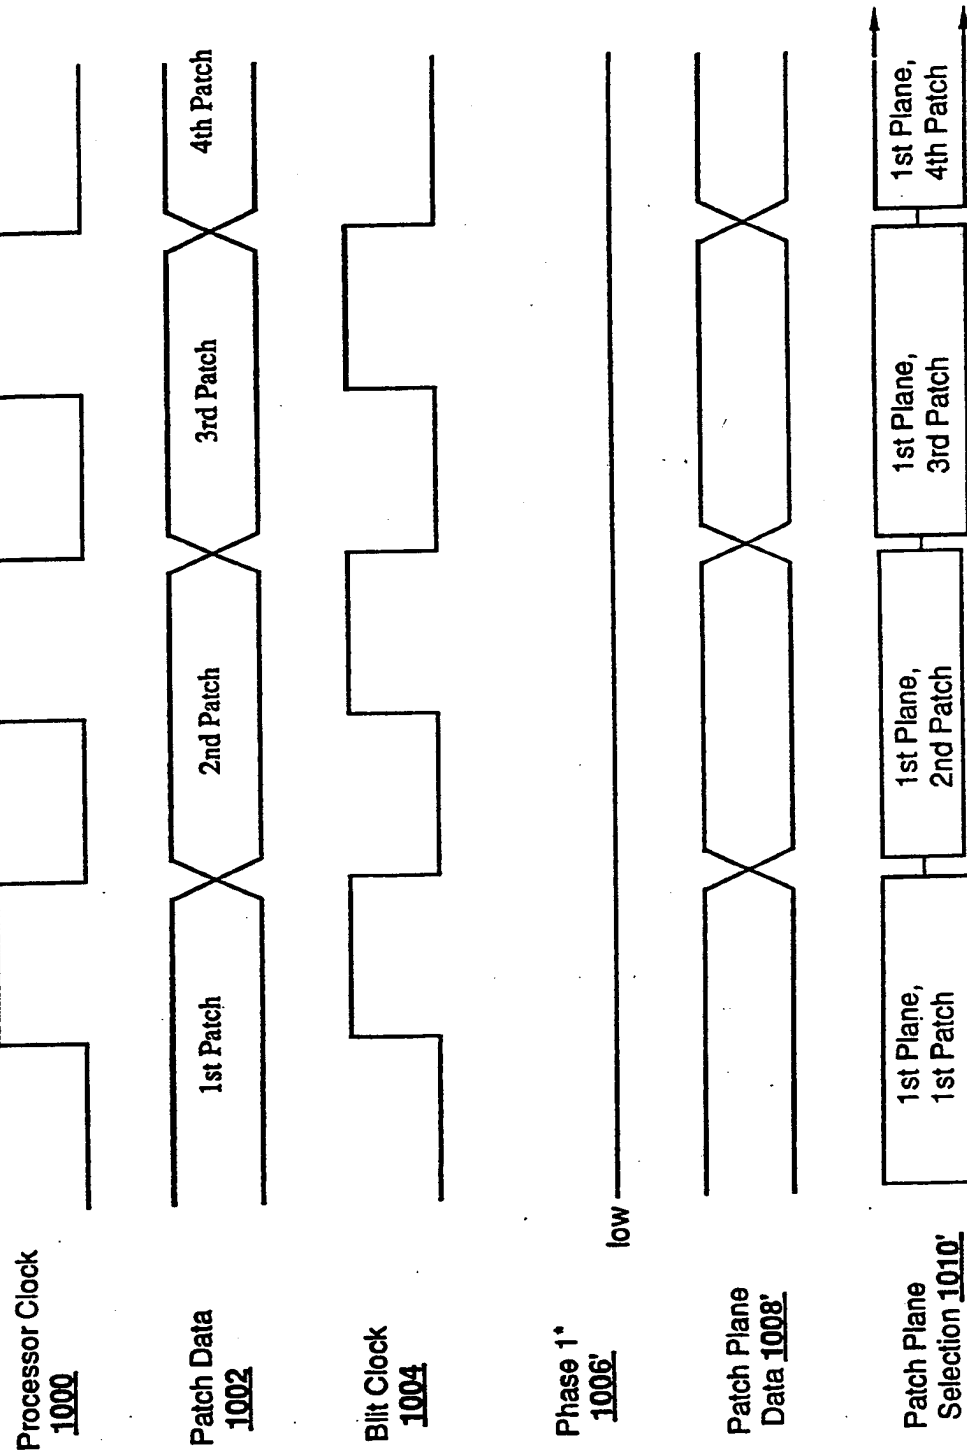 Processor Clock
1000
Patch Data
1002
1st Patch
2nd Patch
3rd Patch
4th Patch
Blit Clock
1004
Phase 1*
1006'
low
Patch Plane
Data 1008'
Patch Plane
Selection 1010'
1st Plane,
1st Patch
1st Plane,
2nd Patch
1st Plane,
3rd Patch
1st Plane,
4th Patch